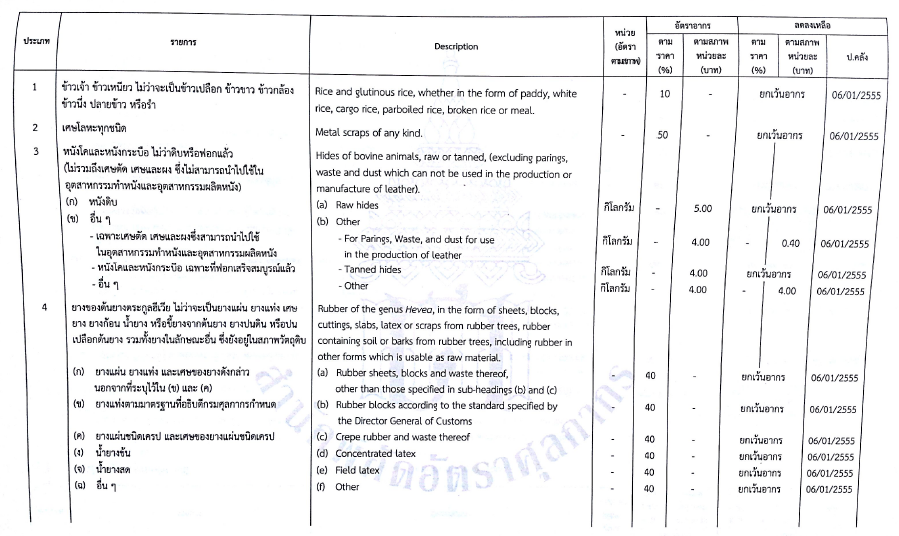 ประเภท รายการ Description หน่วย (อัตรา ตามสภาพ) อัตราอากร ลดลงเหลือ
ตาม ราคา (%) ตามสภาพ หน่วยละ (บาท) ตาม ราคา (%) ตามสภาพ หน่วยละ (บาท) ป.คลัง
1 ข้าวเจ้า ข้าวเหนียว ไม่ว่าจะเป็นข้าวเปลือก ข้าวขาว ข้าวกล้อง Rice and glutinous rice, whether in the form of paddy, white - 10 - ยกเว้นอากร 06/01/2555
ข้าวนึ่ง ปลายข้าว หรือรำ rice, cargo rice, parboiled rice, broken rice or meal.
2 เศษโลหะทุกชนิด Metal scraps of any kind. - 50 - ยกเว้นอากร 06/01/2555
3 หนังโคและหนังกระบือ ไม่ว่าดิบหรือฟอกแล้ว Hides of bovine animals, raw or tanned, (excluding parings,
(ไม่รวมถึงเศษตัด เศษและผง ซึ่งไม่สามารถนำไปใช้ใน waste and dust which can not be used in the production or
อุตสาหกรรมทำหนังและอุตสาหกรรมผลิตหนัง) manufacture of leather).
(ก) หนังดิบ (a) Raw hides กิโลกรัม - 5.00 ยกเว้นอากร 06/01/2555
(ข) อื่น ๆ (b) Other
- เฉพาะเศษตัด เศษและผงซึ่งสามารถนำไปใช้ - For Parings, Waste, and dust for use กิโลกรัม - 4.00 - 0.40 06/01/2555
ในอุตสาหกรรมทำหนังและอุตสาหกรรมผลิตหนัง in the production of leather
- หนังโคและหนังกระบือ เฉพาะที่ฟอกเสร็จสมบูรณ์แล้ว - Tanned hides กิโลกรัม - 4.00 ยกเว้นอากร 06/01/2555
- อื่น ๆ - Other กิโลกรัม - 4.00 - 4.00 06/01/2555
4 ยางของต้นยางตระกูลฮีเวีย ไม่ว่าจะเป็นยางแผ่น ยางแท่ง เศษ Rubber of the genus Hevea, in the form of sheets, blocks,
ยาง ยางก้อน น้ำยาง หรือขี้ยางจากต้นยาง ยางปนดิน หรือปน cuttings, slabs, latex or scraps from rubber trees, rubber
เปลือกต้นยาง รวมทั้งยางในลักษณะอื่น ซึ่งยังอยู่ในสภาพวัตถุดิบ containing soil or barks from rubber trees, including rubber in
other forms which is usable as raw material.
(ก) ยางแผ่น ยางแท่ง และเศษของยางดังกล่าว (a) Rubber sheets, blocks and waste thereof, - 40 - ยกเว้นอากร 06/01/2555
นอกจากที่ระบุไว้ใน (ข) และ (ค) other than those specified in sub-headings (b) and (c)
(ข) ยางแท่งตามมาตรฐานที่อธิบดีกรมศุลกากรกำหนด (b) Rubber blocks according to the standard specified by - 40 - ยกเว้นอากร 06/01/2555
the Director General of Customs
(ค) ยางแผ่นชนิดเครป และเศษของยางแผ่นชนิดเครป (c) Crepe rubber and waste thereof - 40 - ยกเว้นอากร 06/01/2555
(ง) น้ำยางข้น (d) Concentrated latex - 40 - ยกเว้นอากร 06/01/2555
(จ) น้ำยางสด (e) Field latex - 40 - ยกเว้นอากร 06/01/2555
(ฉ) อื่น ๆ (f) Other - 40 - ยกเว้นอากร 06/01/2555